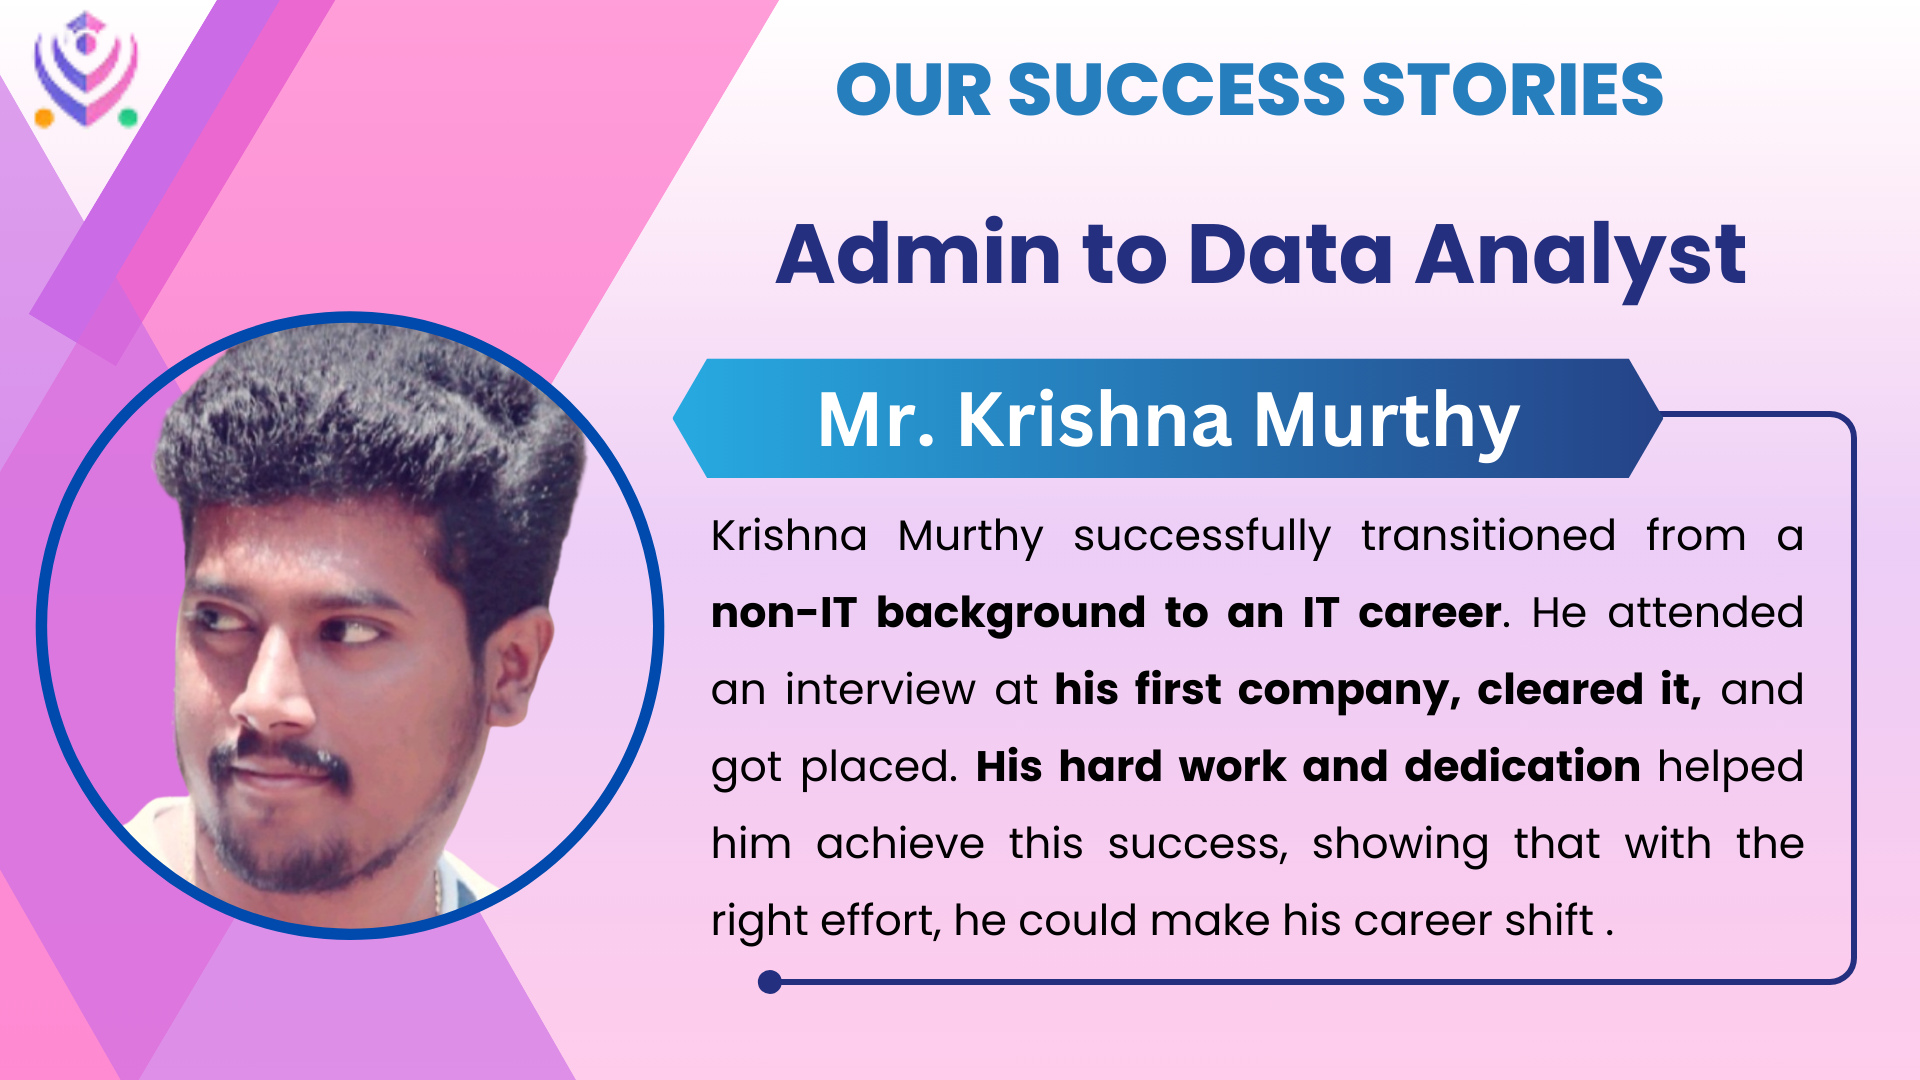 OUR SUCCESS STORIES
Admin to Data Analyst
Mr. Krishna Murthy
Krishna Murthy successfully transitioned from a
non-IT background to an IT career. He attended
an interview at his first company, cleared it, and
got placed. His hard work and dedication helped
him achieve this success, showing that with the
right effort, he could make his career shift .